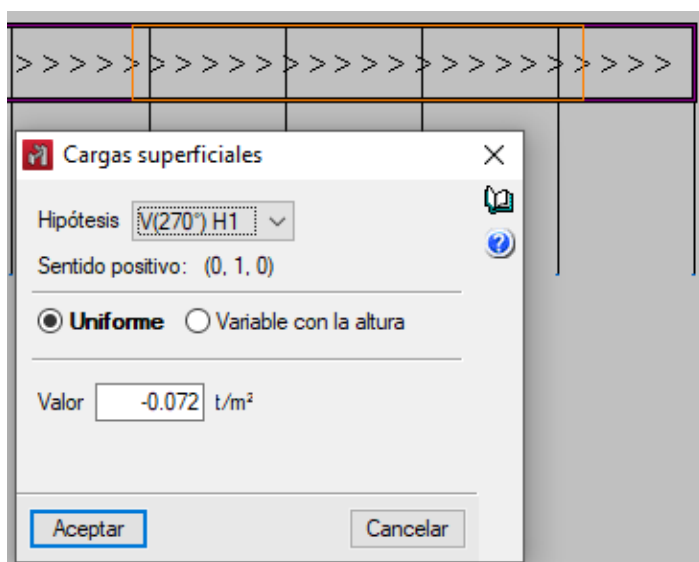 >>>>>>>>>>>>>>>>>>>>>>>>
Cargas superficiales
Hipótesis V(270°) H1
Sentido positivo: (0, 1, 0)
Uniforme Variable con la altura
Valor -0.072 t/m²
Aceptar Cancelar